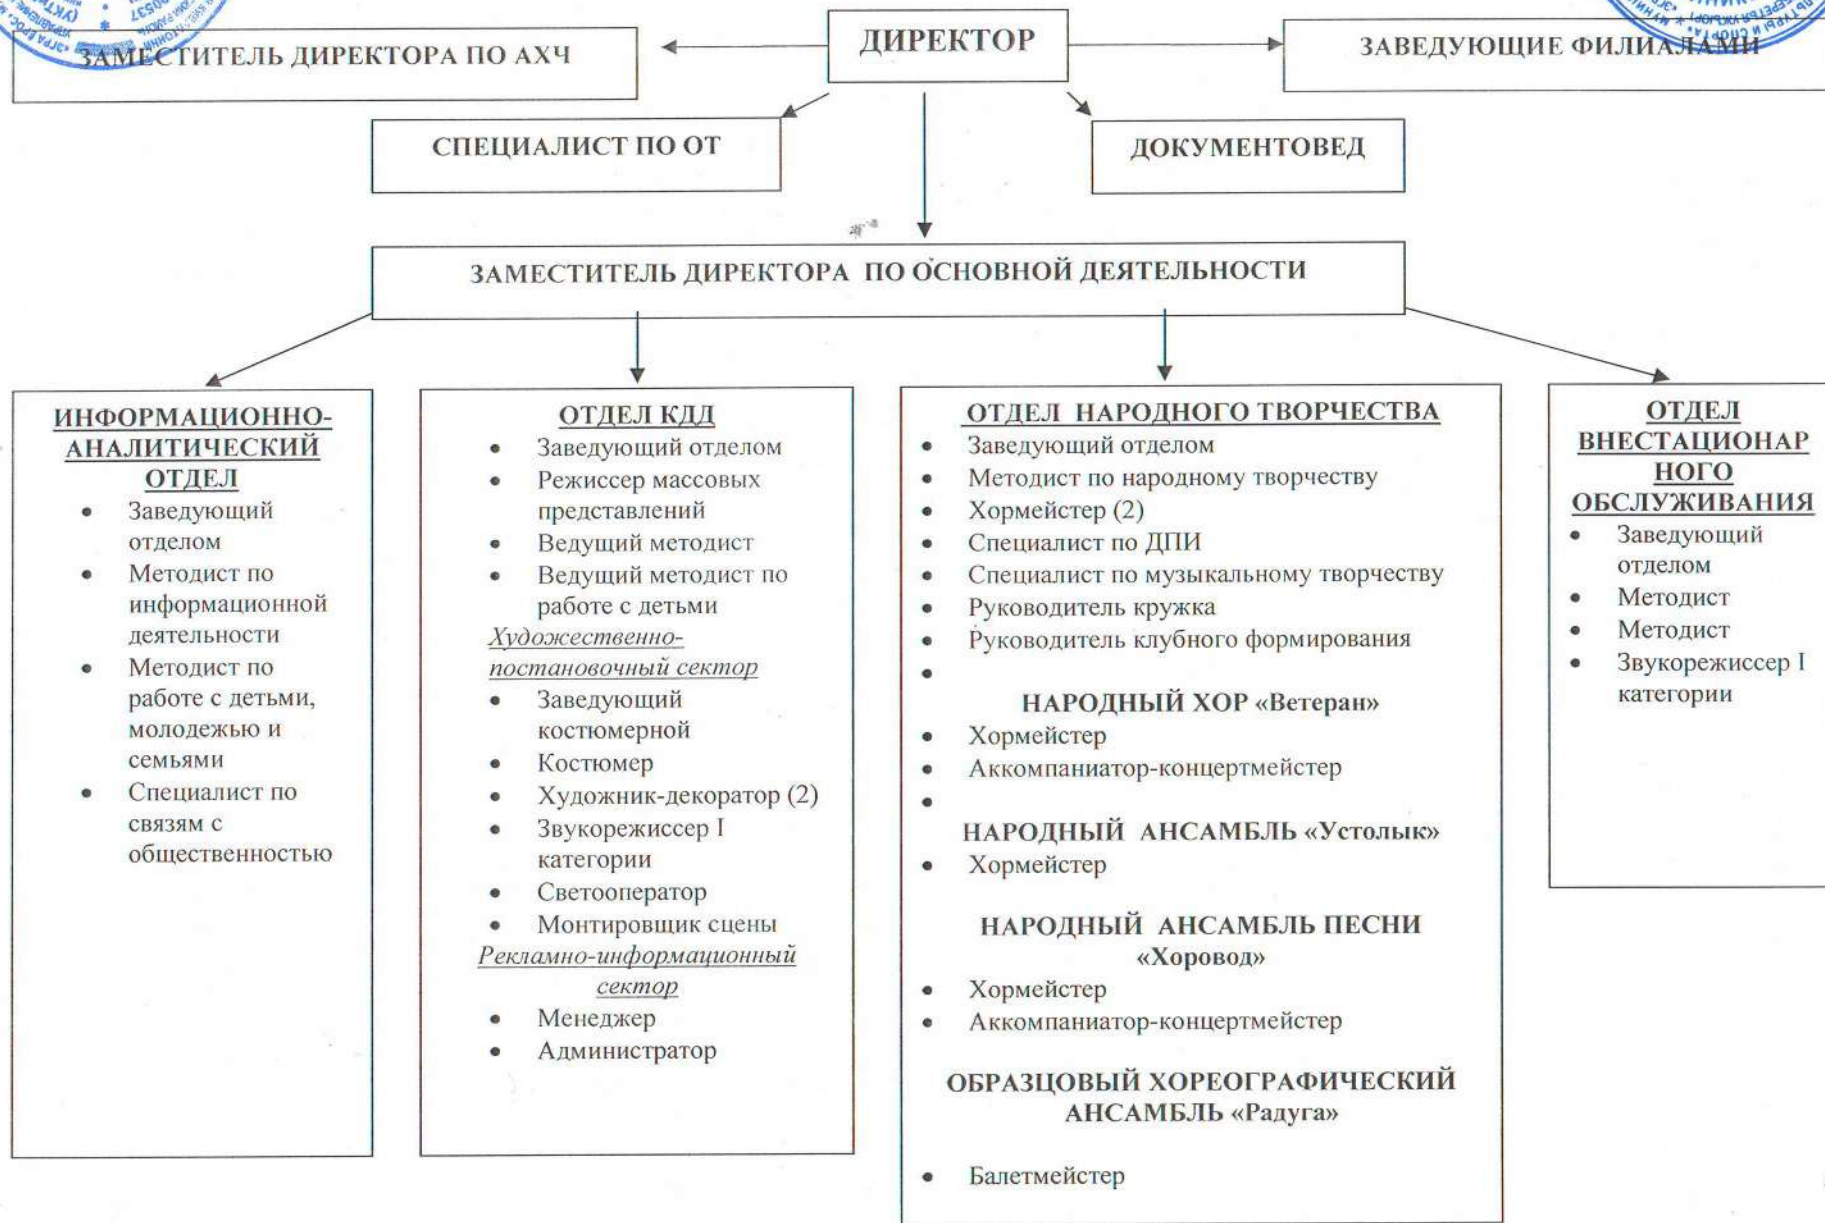 ДИРЕКТОР
ЗАМЕСТИТЕЛЬ ДИРЕКТОРА ПО АХЧ
ЗАВЕДУЮЩИЕ ФИЛИАЛАМИ
СПЕЦИАЛИСТ ПО ОТ
ДОКУМЕНТОВЕД
ЗАМЕСТИТЕЛЬ ДИРЕКТОРА ПО ОСНОВНОЙ ДЕЯТЕЛЬНОСТИ
ИНФОРМАЦИОННО-
АНАЛИТИЧЕСКИЙ
ОТДЕЛ
• Заведующий
отделом
• Методист по
информационной
деятельности
• Методист по
работе с детьми,
молодежью и
семьями
• Специалист по
связям с
общественностью
ОТДЕЛ КДД
• Заведующий отделом
• Режиссер массовых
представлений
• Ведущий методист
• Ведущий методист по
работе с детьми
Художественно-
постановочный сектор
• Заведующий
костюмерной
• Костюмер
• Художник-декоратор (2)
• Звукорежиссер I
категории
• Светооператор
• Монтировщик сцены
Рекламно-информационный
сектор
• Менеджер
• Администратор
ОТДЕЛ НАРОДНОГО ТВОРЧЕСТВА
• Заведующий отделом
• Методист по народному творчеству
• Хормейстер (2)
• Специалист по ДПИ
• Специалист по музыкальному творчеству
• Руководитель кружка
• Руководитель клубного формирования
•
НАРОДНЫЙ ХОР «Ветеран»
• Хормейстер
• Аккомпаниатор-концертмейстер
•
НАРОДНЫЙ АНСАМБЛЬ «Устолык»
• Хормейстер
НАРОДНЫЙ АНСАМБЛЬ ПЕСНИ
«Хоровод»
• Хормейстер
• Аккомпаниатор-концертмейстер
ОБРАЗЦОВЫЙ ХОРЕОГРАФИЧЕСКИЙ
АНСАМБЛЬ «Радуга»
• Балетмейстер
ОТДЕЛ
ВНЕСТАЦИОНАР
НОГО
ОБСЛУЖИВАНИЯ
• Заведующий
отделом
• Методист
• Методист
• Звукорежиссер I
категории